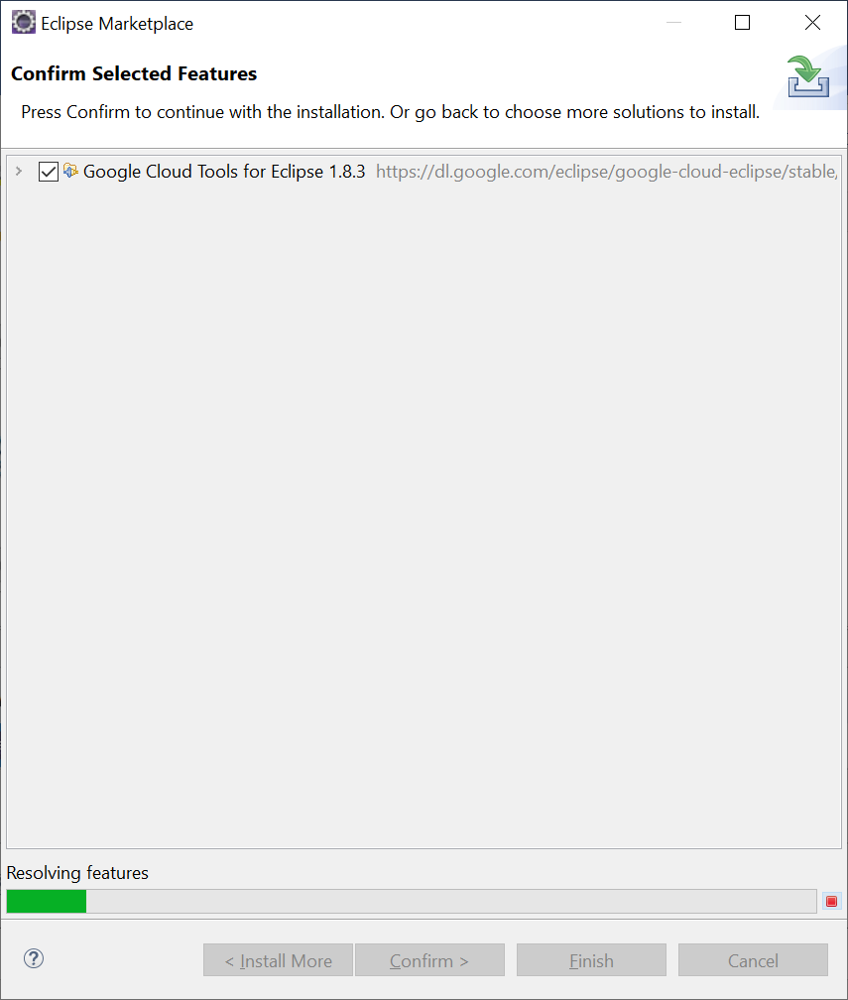 Eclipse Marketplace
Confirm Selected Features
Press Confirm to continue with the installation. Or go back to choose more solutions to install.
Google Cloud Tools for Eclipse 1.8.3 https://dl.google.com/eclipse/google-cloud-eclipse/stable,
Resolving features
< Install More
Confirm >
Finish
Cancel